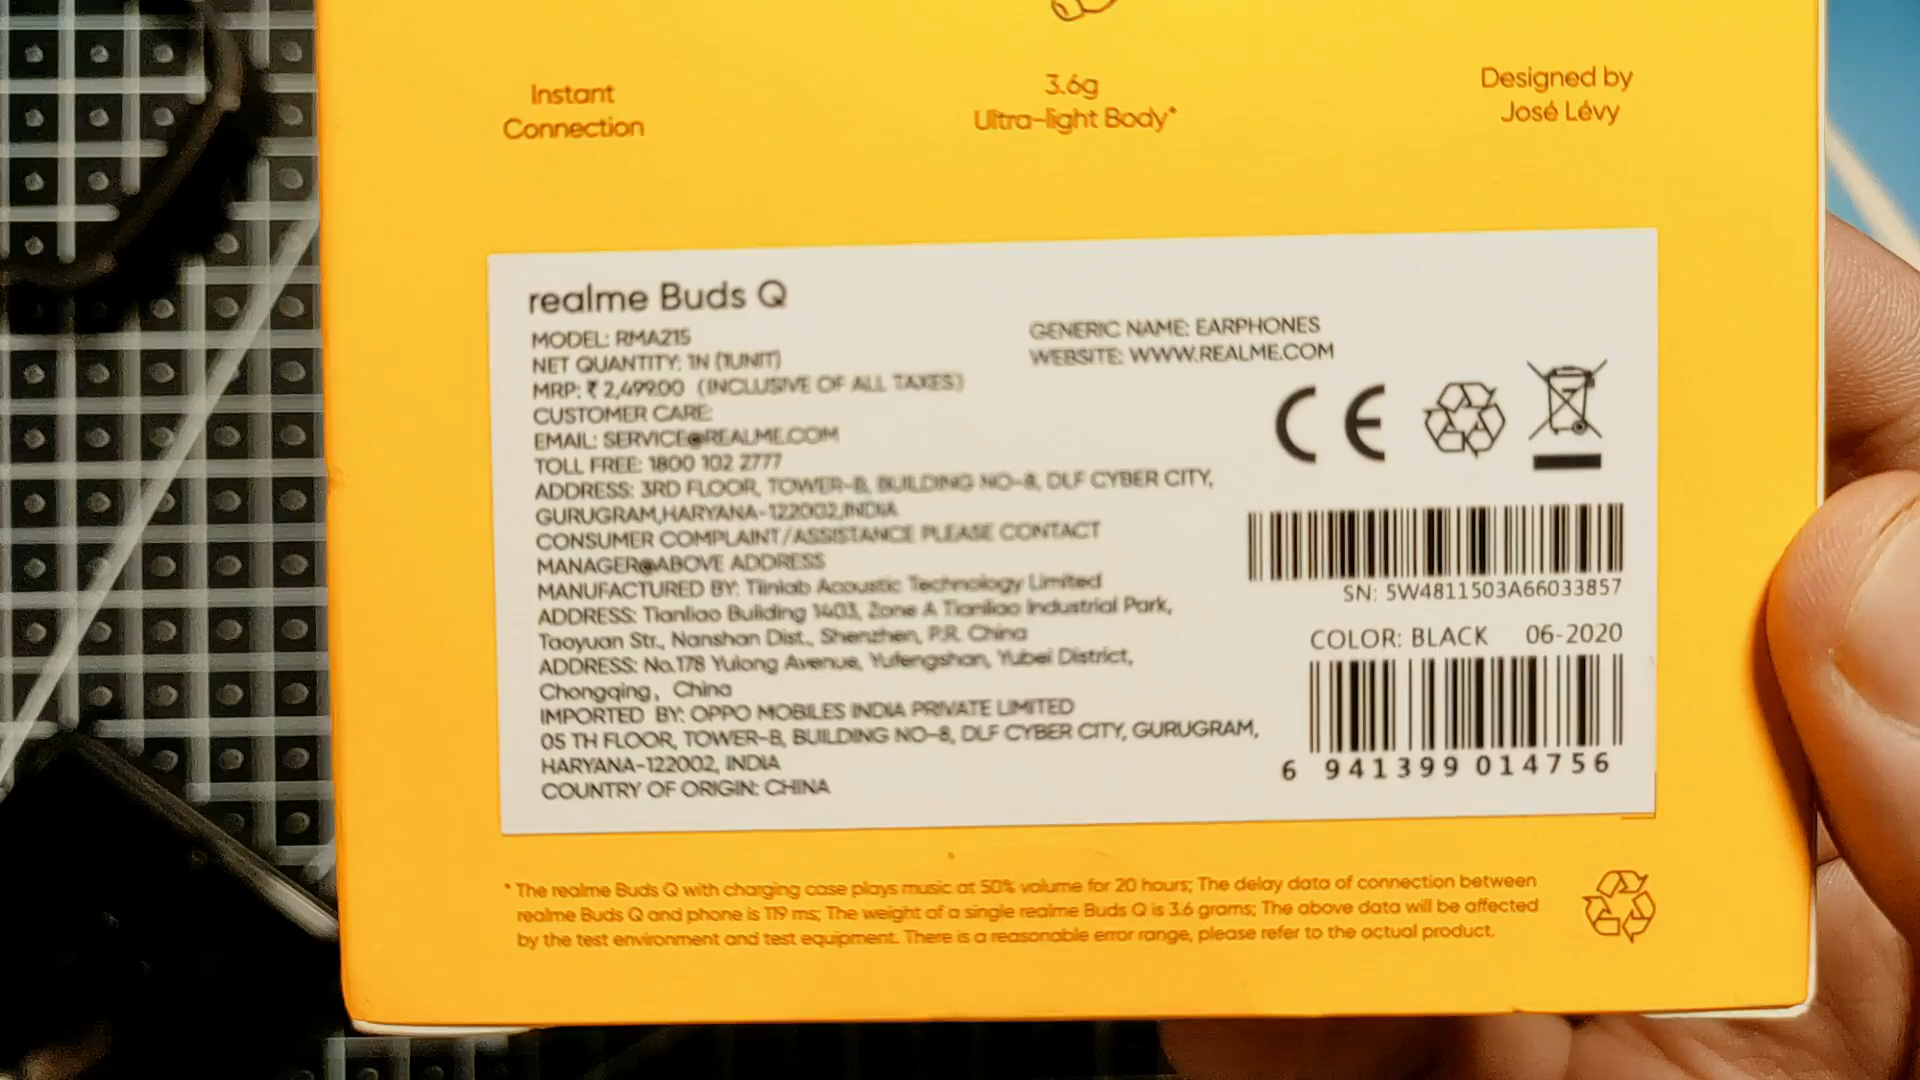 Instant
Connection
3.6g
Ultra-light Body*
Designed by
José Lévy
realme Buds Q
MODEL: RMA215
NET QUANTITY: 1N (1UNIT)
MRP: ₹ 2,499.00 (INCLUSIVE OF ALL TAXES)
CUSTOMER CARE:
EMAIL: SERVICE@REALME.COM
TOLL FREE: 1800 102 2777
ADDRESS: 3RD FLOOR, TOWER-B, BUILDING NO-8, DLF CYBER CITY,
GURUGRAM,HARYANA-122002,INDIA
CONSUMER COMPLAINT/ASSISTANCE PLEASE CONTACT
MANAGER@ABOVE ADDRESS
MANUFACTURED BY: Tiinlab Acoustic Technology Limited
ADDRESS: Tianliao Building 1403, Zone A Tianliao Industrial Park,
Taoyuan Str., Nanshan Dist., Shenzhen, P.R. China
ADDRESS: No.178 Yulong Avenue, Yufengshan, Yubei District,
Chongqing, China
IMPORTED BY: OPPO MOBILES INDIA PRIVATE LIMITED
05 TH FLOOR, TOWER-B, BUILDING NO-8, DLF CYBER CITY, GURUGRAM,
HARYANA-122002, INDIA
COUNTRY OF ORIGIN: CHINA
GENERIC NAME: EARPHONES
WEBSITE: WWW.REALME.COM
CE
SN: 5W4811503A66033857
COLOR: BLACK 06-2020
6 941399 014756
* The realme Buds Q with charging case plays music at 50% volume for 20 hours; The delay data of connection between
realme Buds Q and phone is 119 ms; The weight of a single realme Buds Q is 3.6 grams; The above data will be affected
by the test environment and test equipment. There is a reasonable error range, please refer to the actual product.